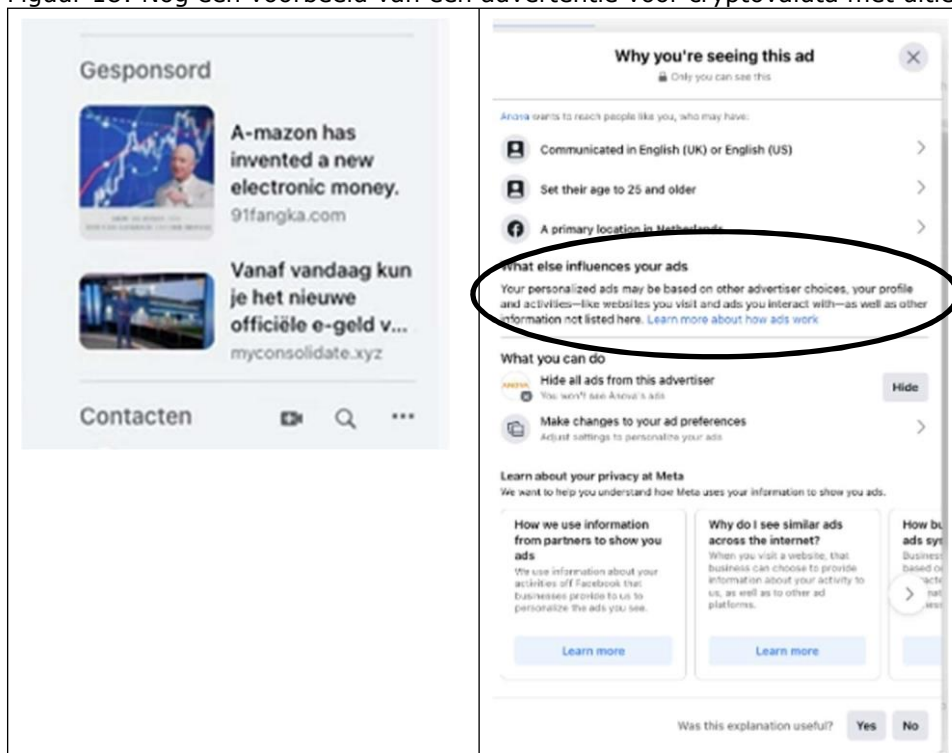 Figuur 18: Nog een voorbeeld van een advertentie voor cryptovaluta met uitle
Gesponsord
A-mazon has
invented a new
electronic money.
91fangka.com
Vanaf vandaag kun
je het nieuwe
officiële e-geld v...
myconsolidate.xyz
Contacten
Why you're seeing this ad
Only you can see this
Anova wants to reach people like you, who may have:
Communicated in English (UK) or English (US)
Set their age to 25 and older
A primary location in Netherlands
What else influences your ads
Your personalized ads may be based on other advertiser choices, your profile
and activities—like websites you visit and ads you interact with—as well as other
information not listed here. Learn more about how ads work
What you can do
ANOVA
Hide all ads from this advertiser
You won't see Anova's ads
Hide
Make changes to your ad preferences
Adjust settings to personalize your ads
Learn about your privacy at Meta
We want to help you understand how Meta uses your information to show you ads.
How we use information
from partners to show you
ads
We use information about your
activities off Facebook that
businesses provide to us to
personalize the ads you see.
Learn more
Why do I see similar ads
across the internet?
When you visit a website, that
business can choose to provide
information about your activity to
us, as well as to other ad
platforms.
Learn more
How bu
ads sys
Business
based o
Was this explanation useful?
Yes
No